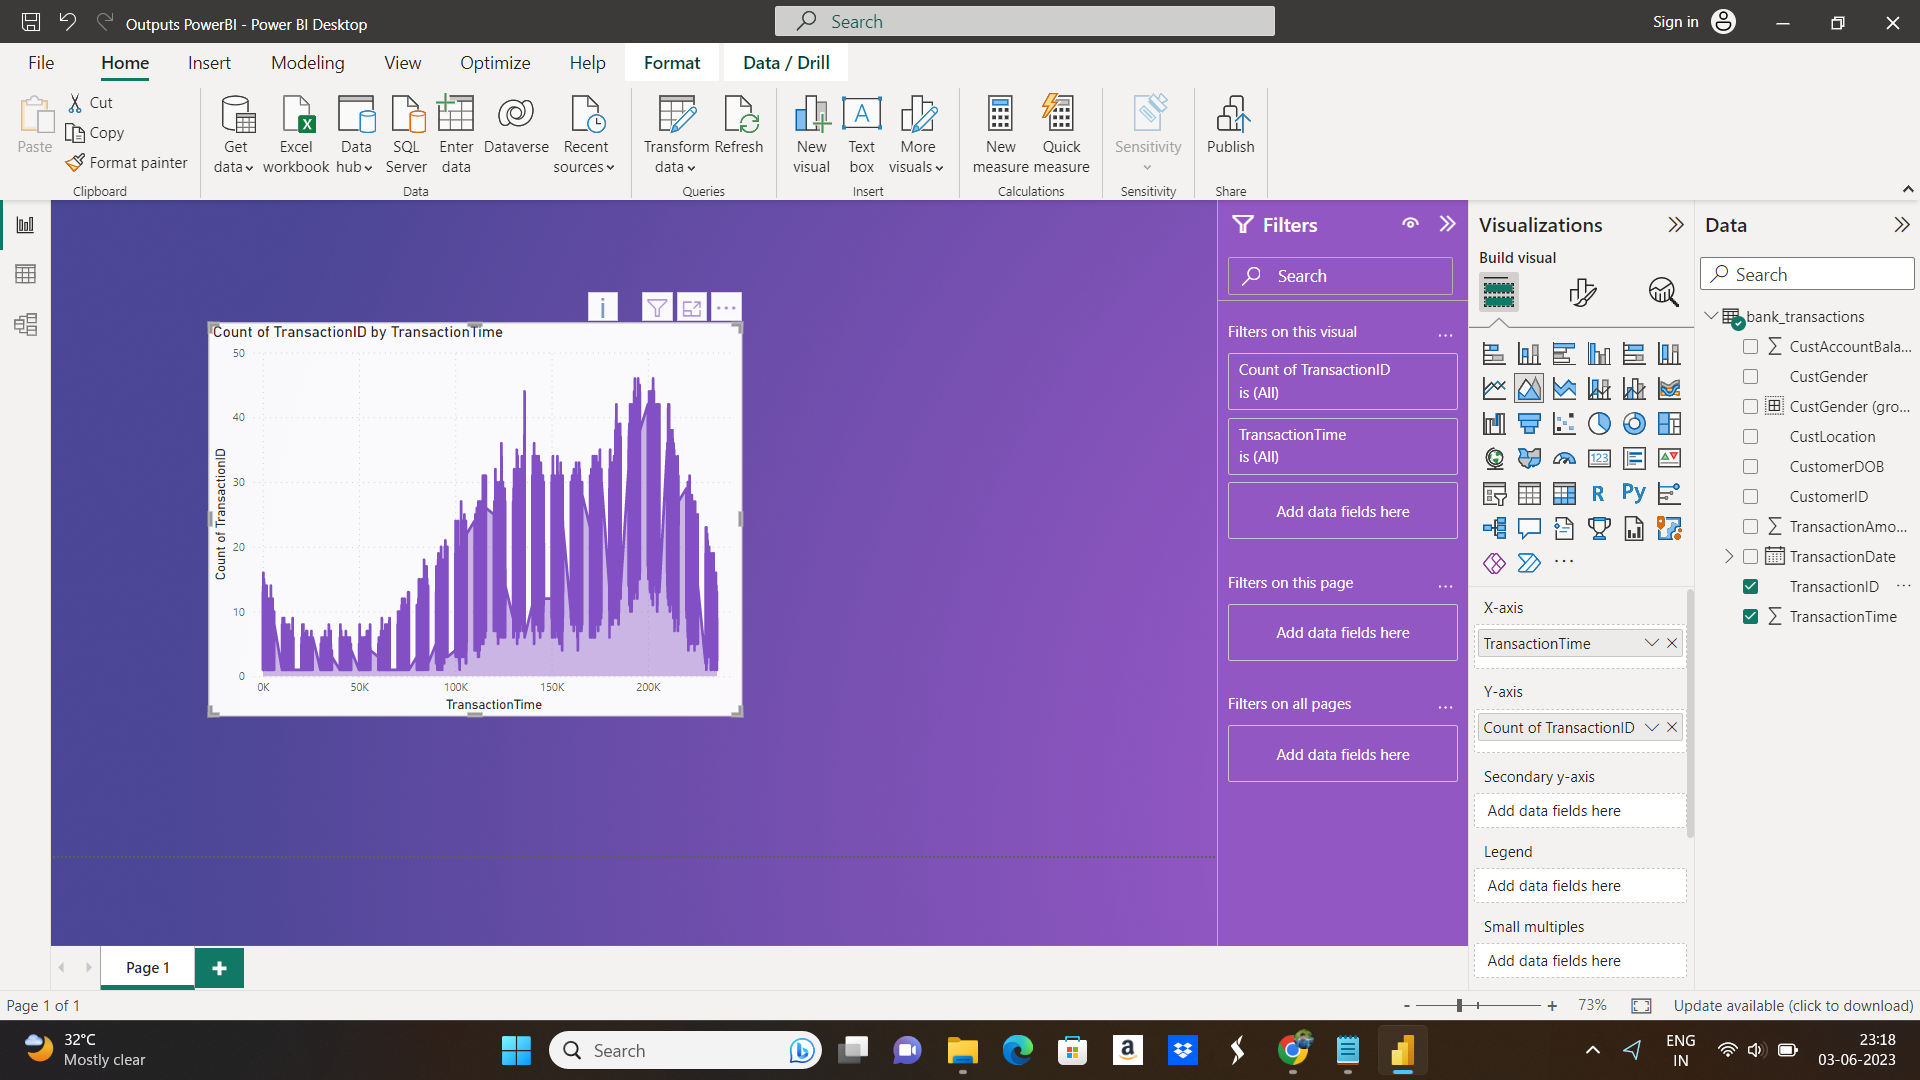 Outputs PowerBI - Power BI Desktop
Search
Sign in
File
Home
Insert
Modeling
View
Optimize
Help
Format
Data / Drill
Paste
Cut
Copy
Format painter
Clipboard
Get data
Excel workbook
Data hub
SQL Server
Enter data
Dataverse
Recent sources
Data
Transform data
Refresh
Queries
New visual
Text box
More visuals
Insert
New measure
Quick measure
Calculations
Sensitivity
Sensitivity
Publish
Share
Count of TransactionID by TransactionTime
Count of TransactionID
50
40
30
20
10
0
0K
50K
100K
150K
200K
TransactionTime
Filters
Search
Filters on this visual
...
Count of TransactionID
is (All)
TransactionTime
is (All)
Add data fields here
Filters on this page
...
Add data fields here
Filters on all pages
...
Add data fields here
Visualizations
Build visual
123
R
Py
...
X-axis
TransactionTime
Y-axis
Count of TransactionID
Secondary y-axis
Add data fields here
Legend
Add data fields here
Small multiples
Add data fields here
Data
Search
bank_transactions
CustAccountBala...
CustGender
CustGender (gro...
CustLocation
CustomerDOB
CustomerID
TransactionAmo...
TransactionDate
TransactionID
...
TransactionTime
Page 1
Page 1 of 1
- + 73%
Update available (click to download)
32°C
Mostly clear
Search
ENG
IN
23:18
03-06-2023